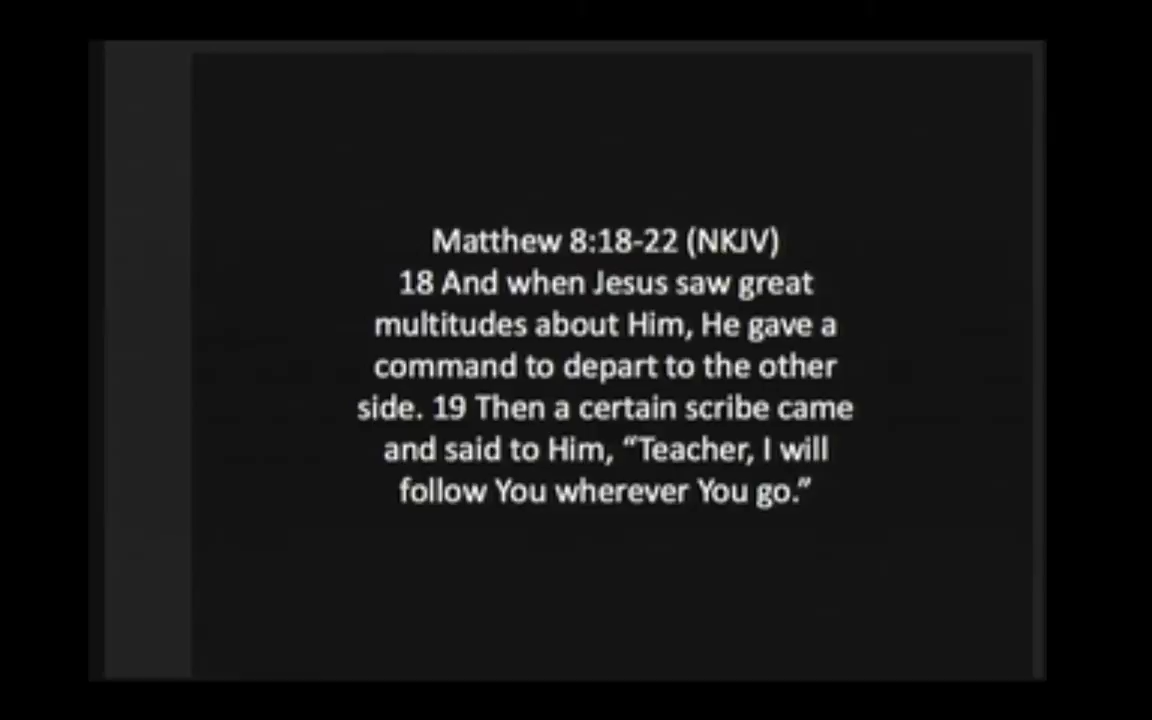 Matthew 8:18-22 (NKJV)
18 And when Jesus saw great
multitudes about Him, He gave a
command to depart to the other
side. 19 Then a certain scribe came
and said to Him, “Teacher, I will
follow You wherever You go.”